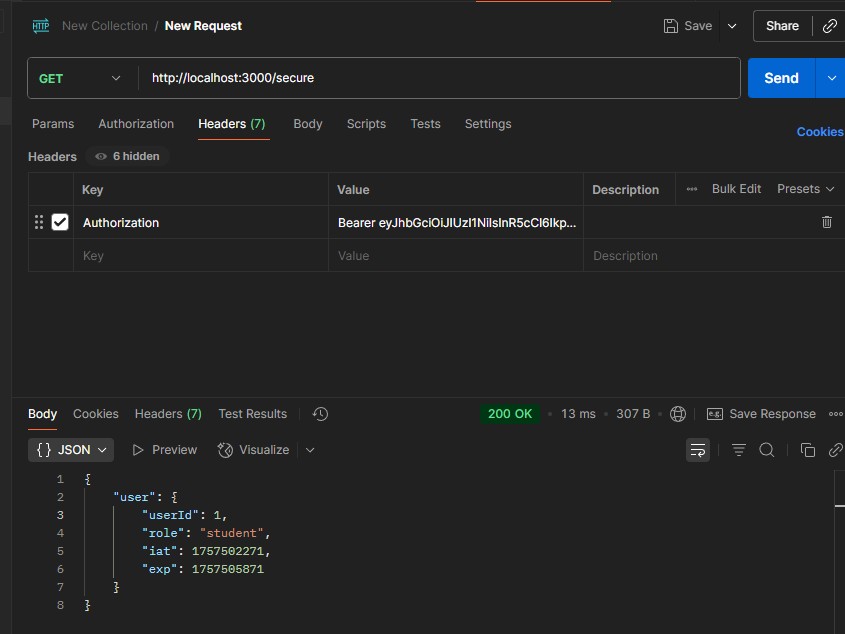 HTTP New Collection / New Request Save Share
GET http://localhost:3000/secure Send
Params Authorization Headers (7) Body Scripts Tests Settings Cookies
Headers 6 hidden
Key Value Description ••• Bulk Edit Presets
Authorization Bearer eyJhbGciOiJIUzI1NiIsInR5cCI6Ikp...
Key Value Description
Body Cookies Headers (7) Test Results 200 OK • 13 ms • 307 B • e.g. Save Response
{} JSON Preview Visualize
1 {
2 "user": {
3 "userId": 1,
4 "role": "student",
5 "iat": 1757502271,
6 "exp": 1757505871
7 }
8 }